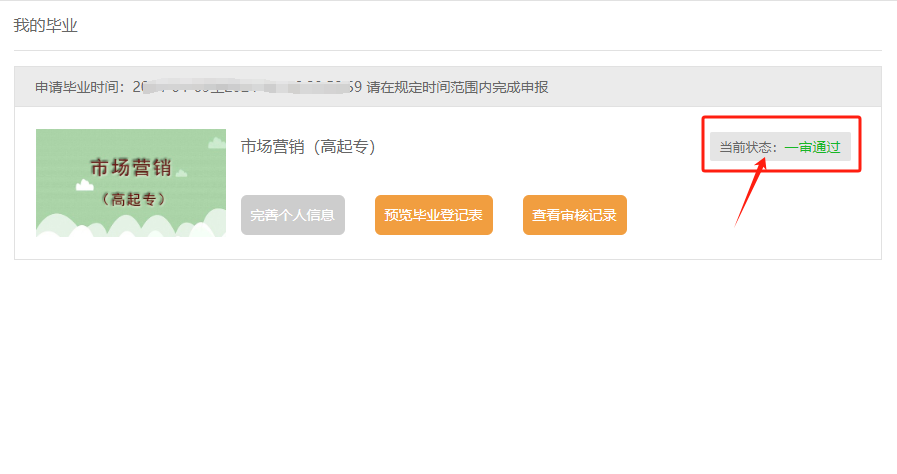 我的毕业
申请毕业时间：20 59 请在规定时间范围内完成申报
市场营销
（高起专）
市场营销（高起专）
当前状态：一审通过
完善个人信息
预览毕业登记表
查看审核记录